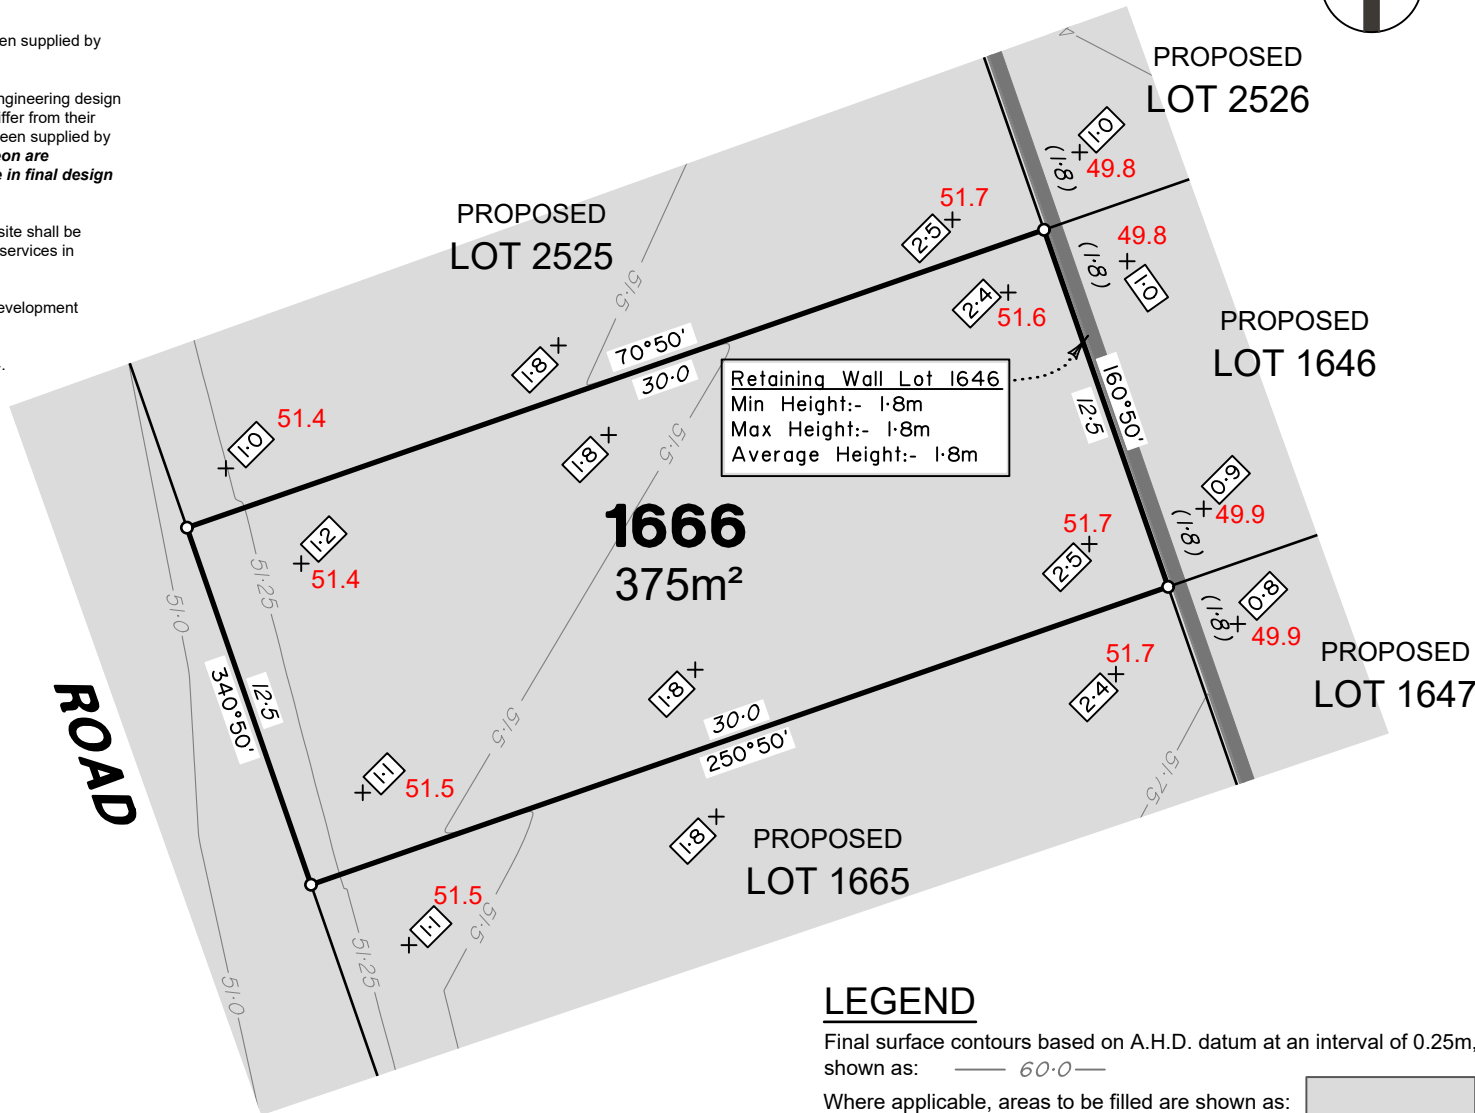 en supplied by
ngineering design
iffer from their
een supplied by
eon are
e in final design
site shall be
services in
evelopment
PROPOSED
LOT 2526
1·0
(1·8)
49.8
PROPOSED
LOT 2525
51.7
2·5
49.8
(1·8)
1·0
51·5
2·4
51.6
PROPOSED
LOT 1646
1·8
70°50'
30·0
Retaining Wall Lot 1646
Min Height:- 1·8m
Max Height:- 1·8m
Average Height:- 1·8m
160°50'
12·5
51.4
1·0
1·8
51·5
0·9
49.9
(1·8)
1666
375m²
51.7
2·5
1·2
51.4
51·25
51·0
0·8
(1·8)
49.9
PROPOSED
LOT 1647
51.7
2·4
1·8
ROAD
340°50'
12·5
30·0
250°50'
51·5
1·1
51.5
51·75
1·8
PROPOSED
LOT 1665
51.5
1·1
51·5
51·25
51·0
LEGEND
Final surface contours based on A.H.D. datum at an interval of 0.25m,
shown as: 60·0
Where applicable, areas to be filled are shown as: